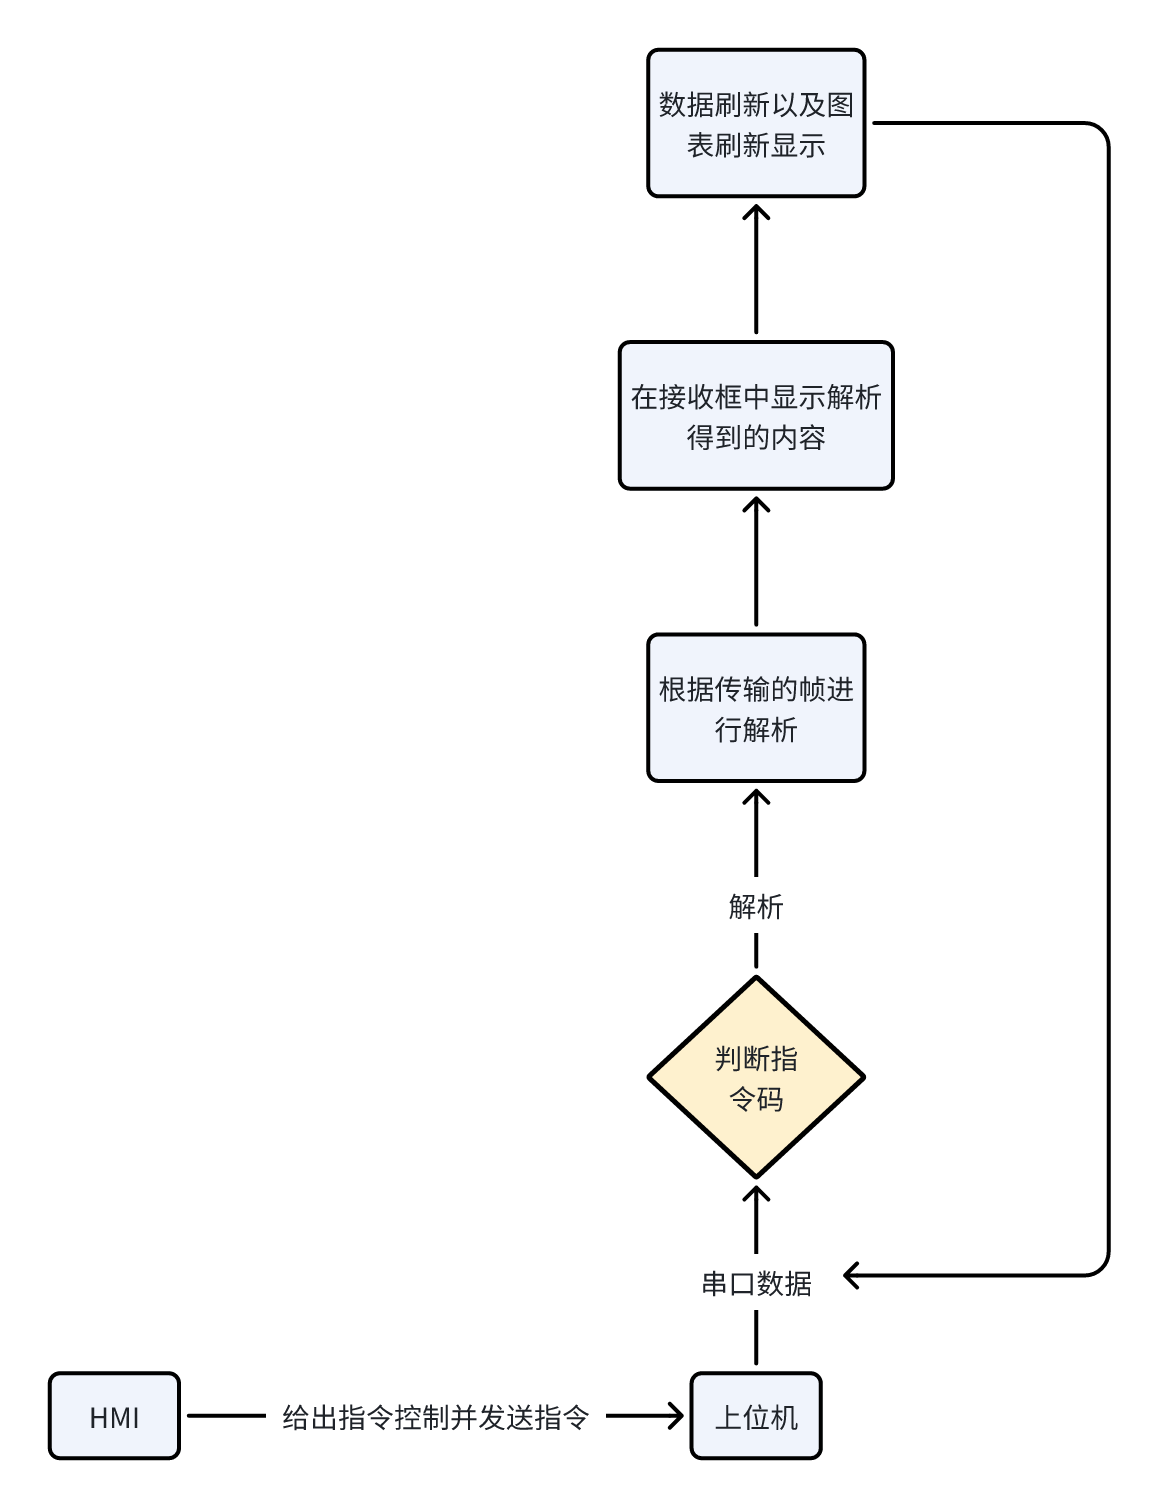 数据刷新以及图
表刷新显示
在接收框中显示解析
得到的内容
根据传输的帧进
行解析
解析
判断指
令码
串口数据
HMI
给出指令控制并发送指令
上位机